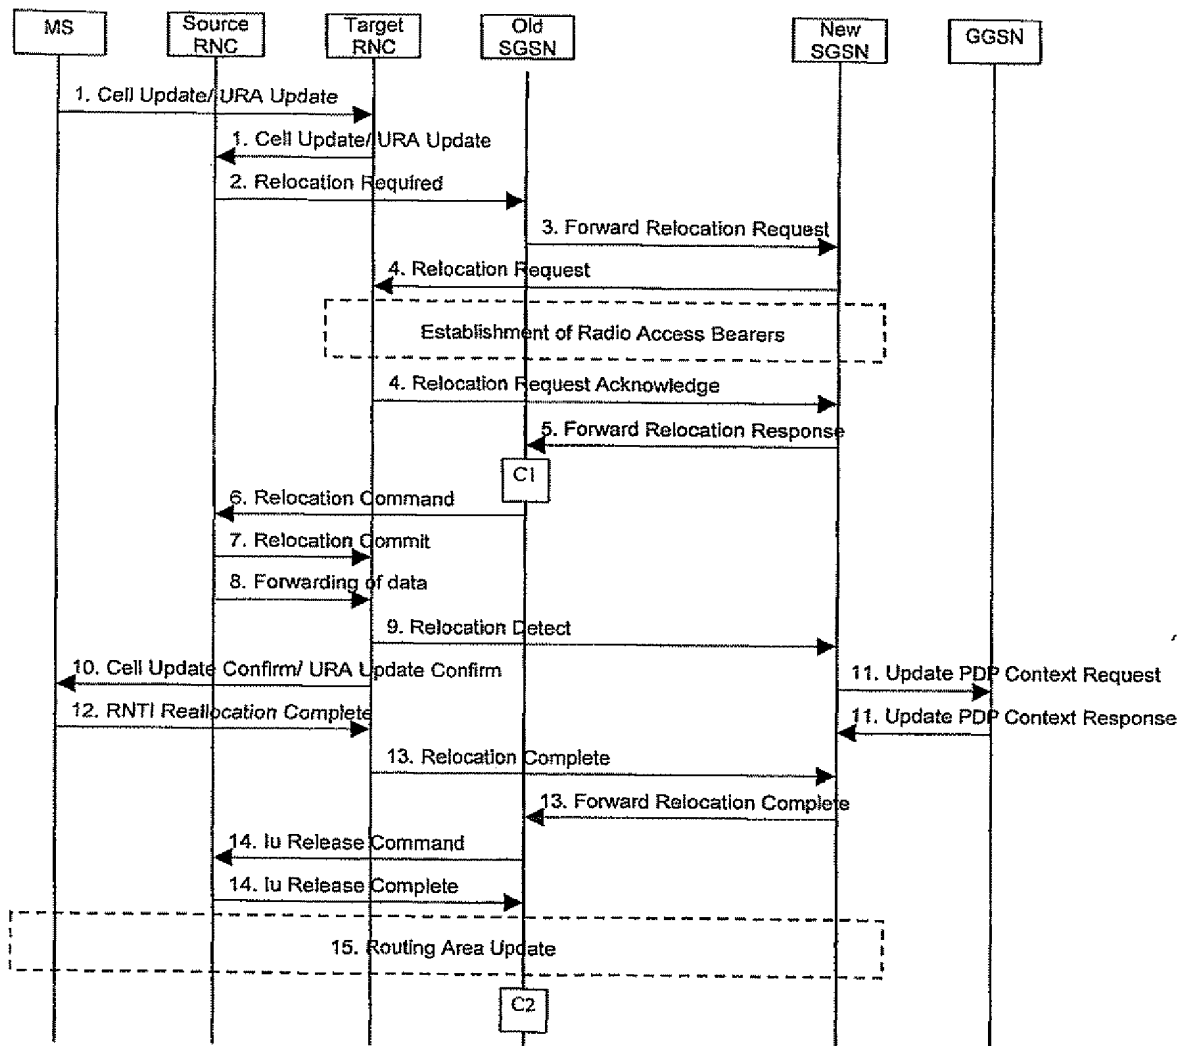 MS
Source
RNC
Target
RNC
Old
SGSN
New
SGSN
GGSN
1. Cell Update/ URA Update
1. Cell Update/ URA Update
2. Relocation Required
3. Forward Relocation Request
4. Relocation Request
Establishment of Radio Access Bearers
4. Relocation Request Acknowledge
5. Forward Relocation Response
C1
6. Relocation Command
7. Relocation Commit
8. Forwarding of data
9. Relocation Detect
10. Cell Update Confirm/ URA Update Confirm
11. Update PDP Context Request
12. RNTI Reallocation Complete
11. Update PDP Context Response
13. Relocation Complete
13. Forward Relocation Complete
14. Iu Release Command
14. Iu Release Complete
15. Routing Area Update
C2